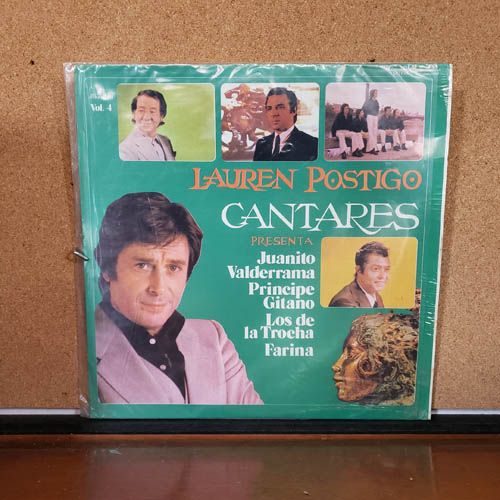 Vol. 4
LAUREN POSTIGO
CANTARES
PRESENTA
Juanito
Valderrama
Principe
Gitano
Los de
la Trocha
Farina